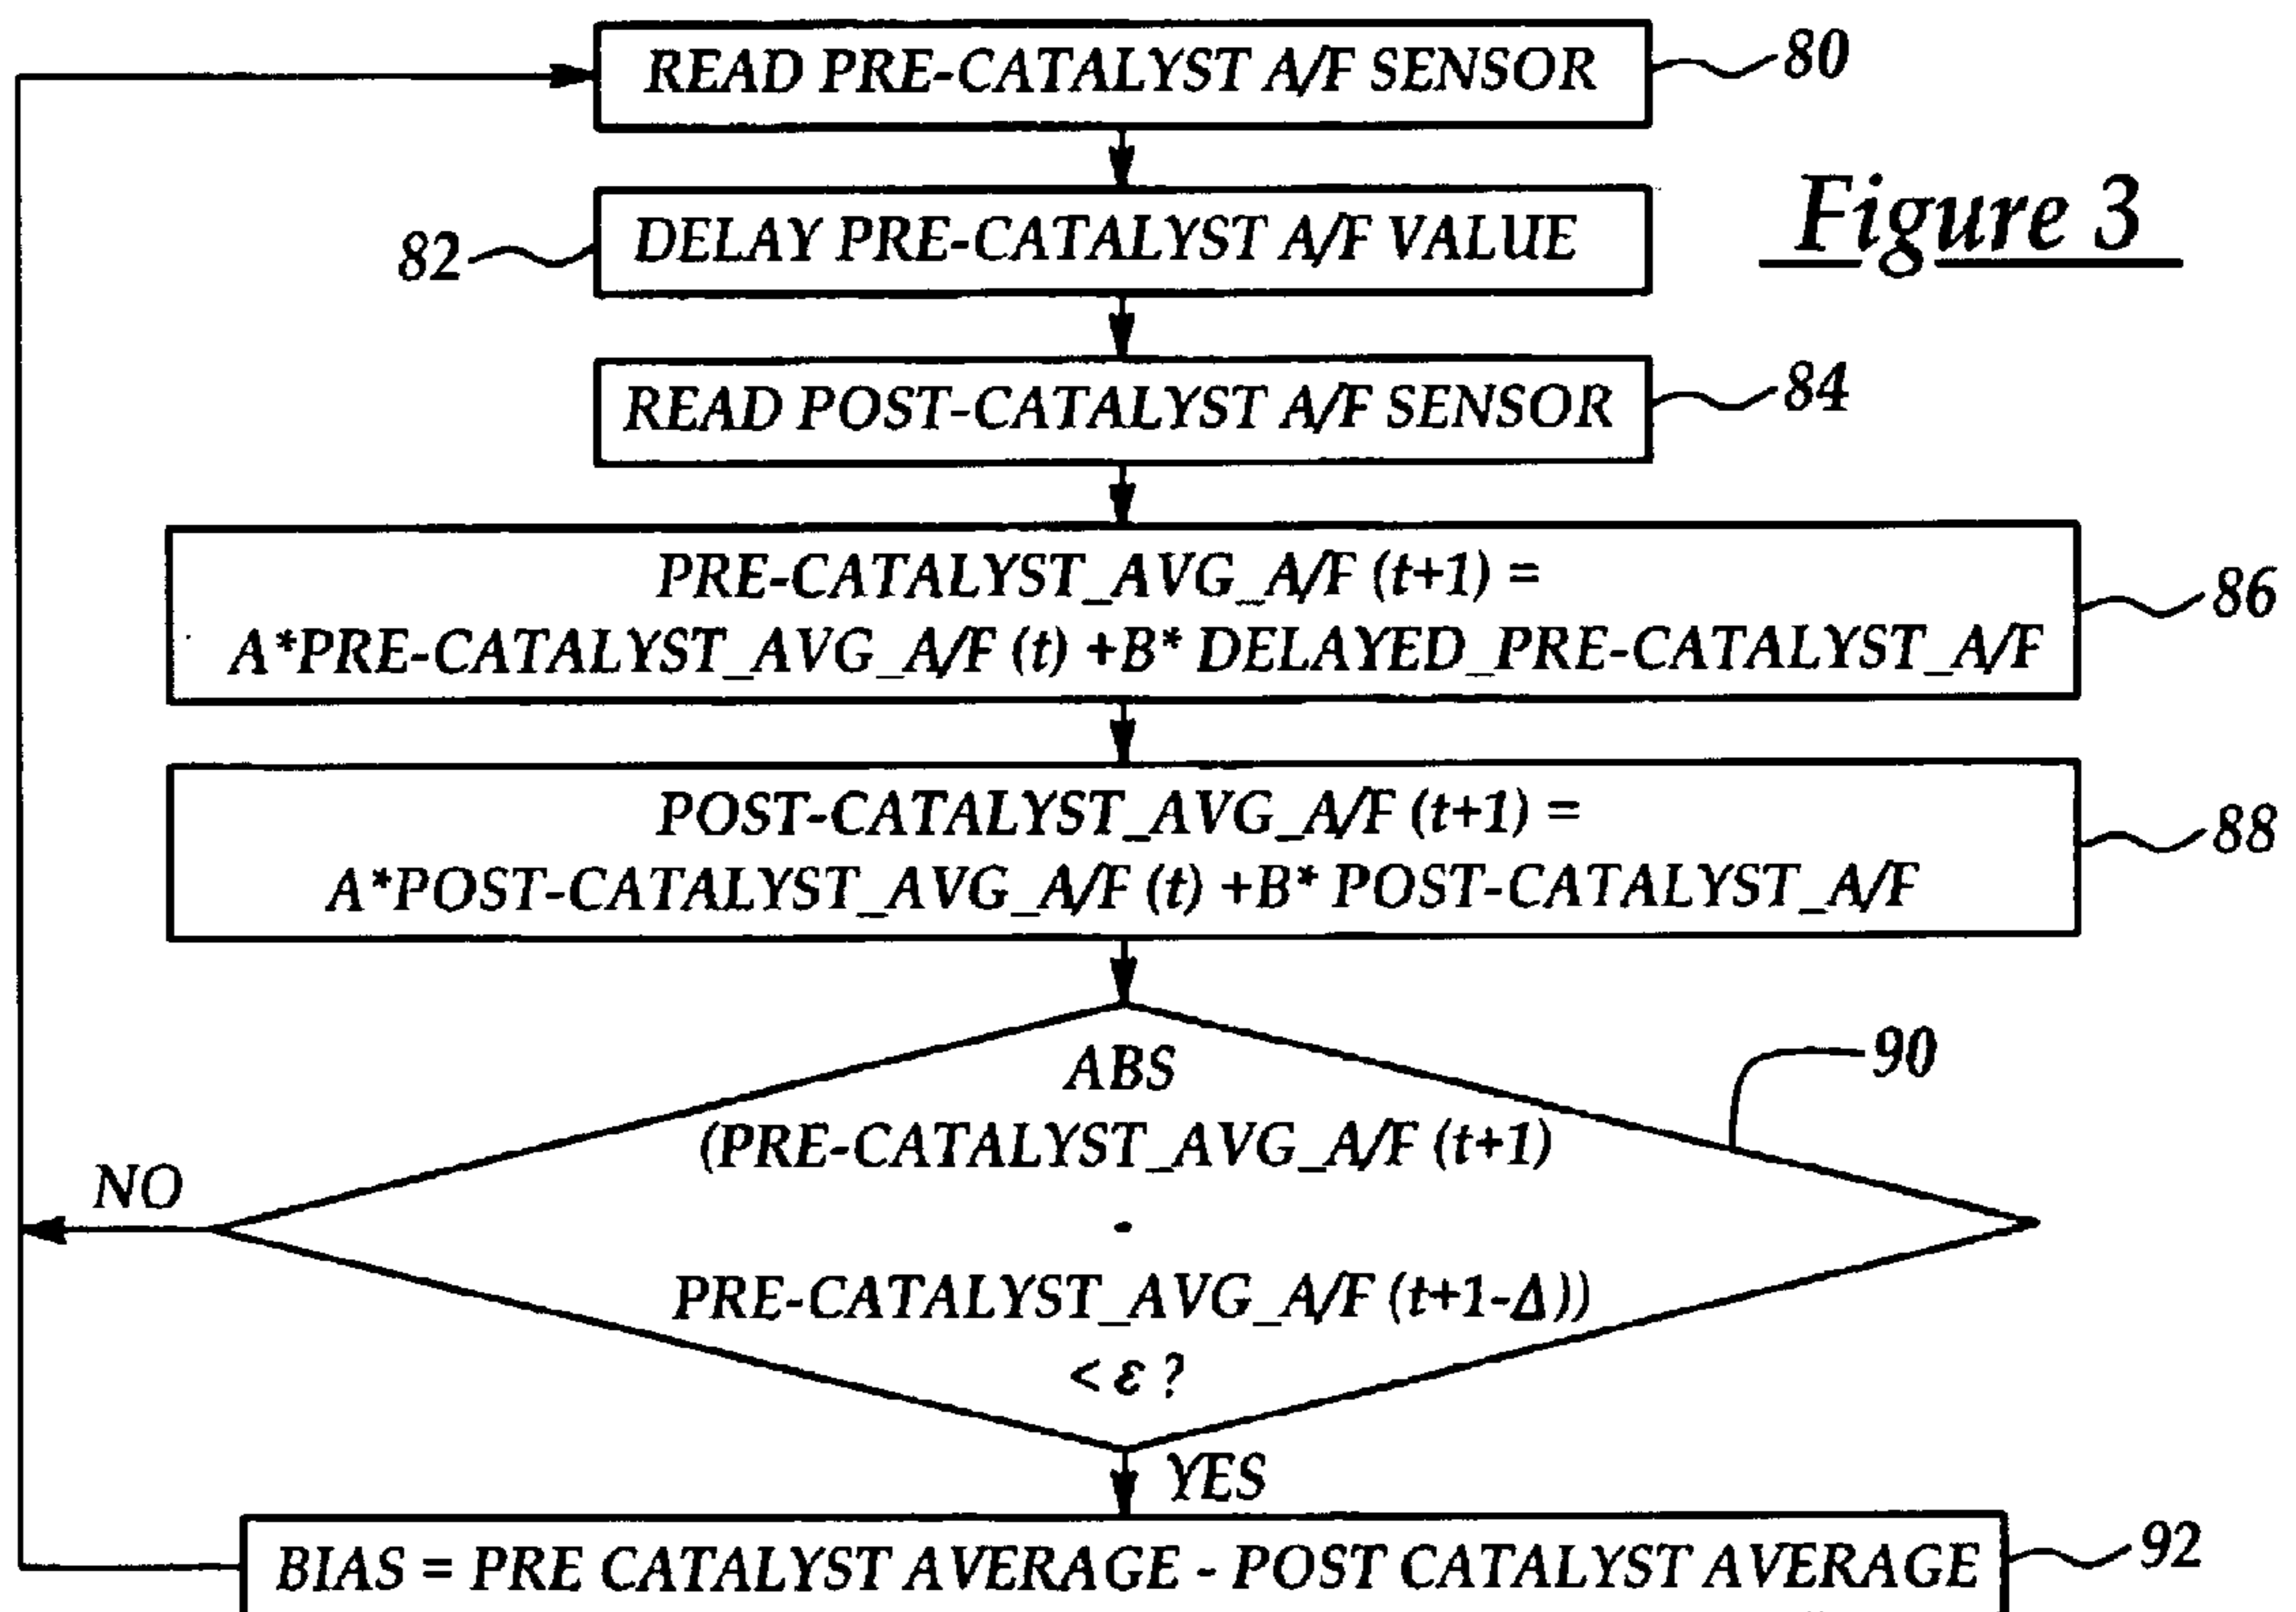 READ PRE-CATALYST A/F SENSOR
80
Figure 3
82
DELAY PRE-CATALYST A/F VALUE
READ POST-CATALYST A/F SENSOR
84
PRE-CATALYST_AVG_A/F (t+1) =
A*PRE-CATALYST_AVG_A/F (t) +B* DELAYED_PRE-CATALYST_A/F
86
POST-CATALYST_AVG_A/F (t+1) =
A*POST-CATALYST_AVG_A/F (t) +B* POST-CATALYST_A/F
88
90
ABS
(PRE-CATALYST_AVG_A/F (t+1)
-
PRE-CATALYST_AVG_A/F (t+1-Δ))
< ε ?
NO
YES
BIAS = PRE CATALYST AVERAGE - POST CATALYST AVERAGE
92